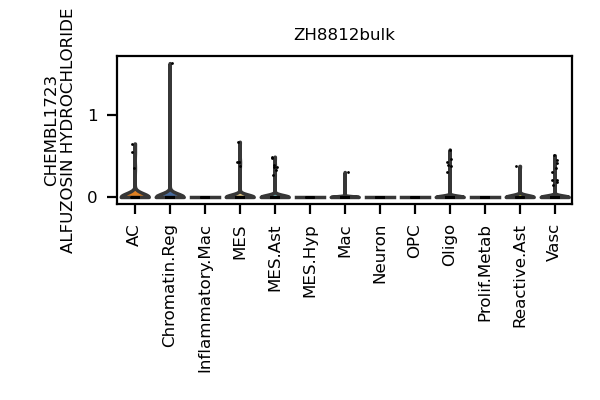 ZH8812bulk
CHEMBL1723
ALFUZOSIN HYDROCHLORIDE
1
0
AC
Chromatin.Reg
Inflammatory.Mac
MES
MES.Ast
MES.Hyp
Mac
Neuron
OPC
Oligo
Prolif.Metab
Reactive.Ast
Vasc